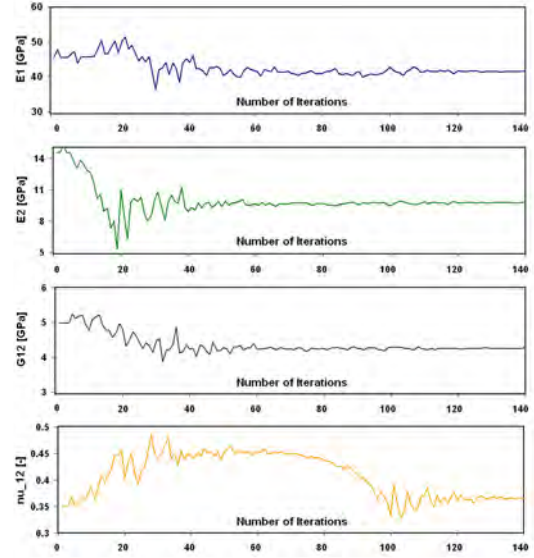 60
50
40
30
E1 [GPa]
Number of Iterations
0 20 40 60 80 100 120 140
14
11
8
5
E2 [GPa]
Number of Iterations
0 20 40 60 80 100 120 140
6
5
4
3
G12 [GPa]
Number of Iterations
0 20 40 60 80 100 120 140
0.5
0.45
0.4
0.35
0.3
nu_12 [-]
Number of Iterations
0 20 40 60 80 100 120 140